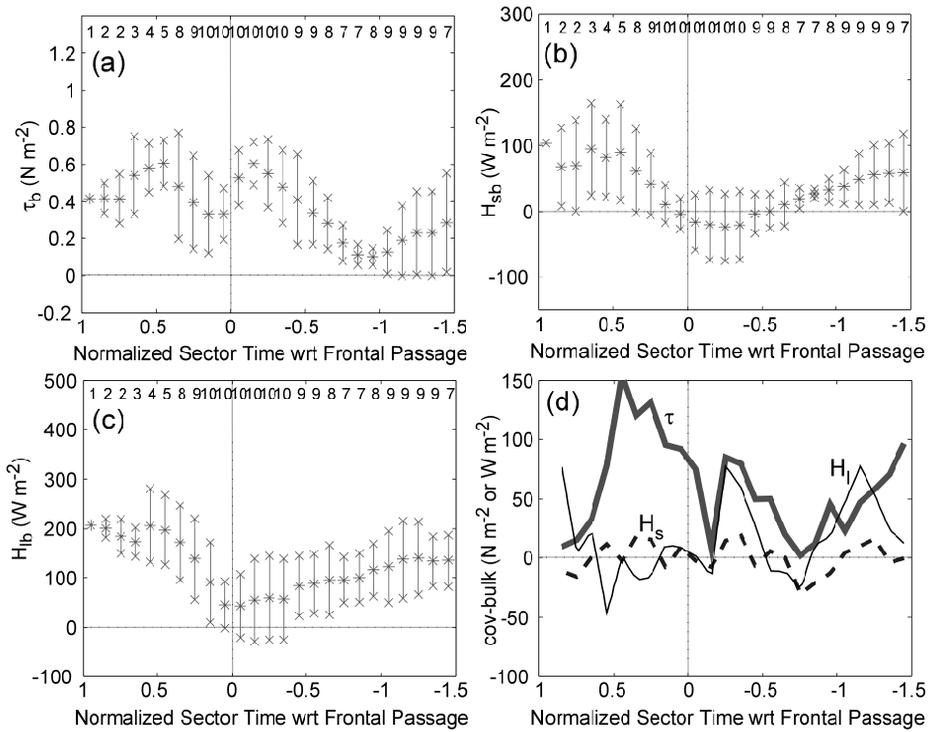 (a)
1 2 2 3 4 5 8 9 10 10 10 10 10 10 9 9 8 7 7 8 9 9 9 9 7
1.2
1
0.8
0.6
0.4
0.2
0
-0.2
τb (N m-2)
1 0.5 0 -0.5 -1 -1.5
Normalized Sector Time wrt Frontal Passage
(b)
1 2 2 3 4 5 8 9 10 10 10 10 10 10 9 9 8 7 7 8 9 9 9 9 7
300
200
100
0
-100
Hsb (W m-2)
1 0.5 0 -0.5 -1 -1.5
Normalized Sector Time wrt Frontal Passage
(c)
1 2 2 3 4 5 8 9 10 10 10 10 10 10 9 9 8 7 7 8 9 9 9 9 7
500
400
300
200
100
0
-100
Hlb (W m-2)
1 0.5 0 -0.5 -1 -1.5
Normalized Sector Time wrt Frontal Passage
(d)
150
100
50
0
-50
-100
cov-bulk (N m-2 or W m-2)
τ
Hs
Hl
1 0.5 0 -0.5 -1 -1.5
Normalized Sector Time wrt Frontal Passage